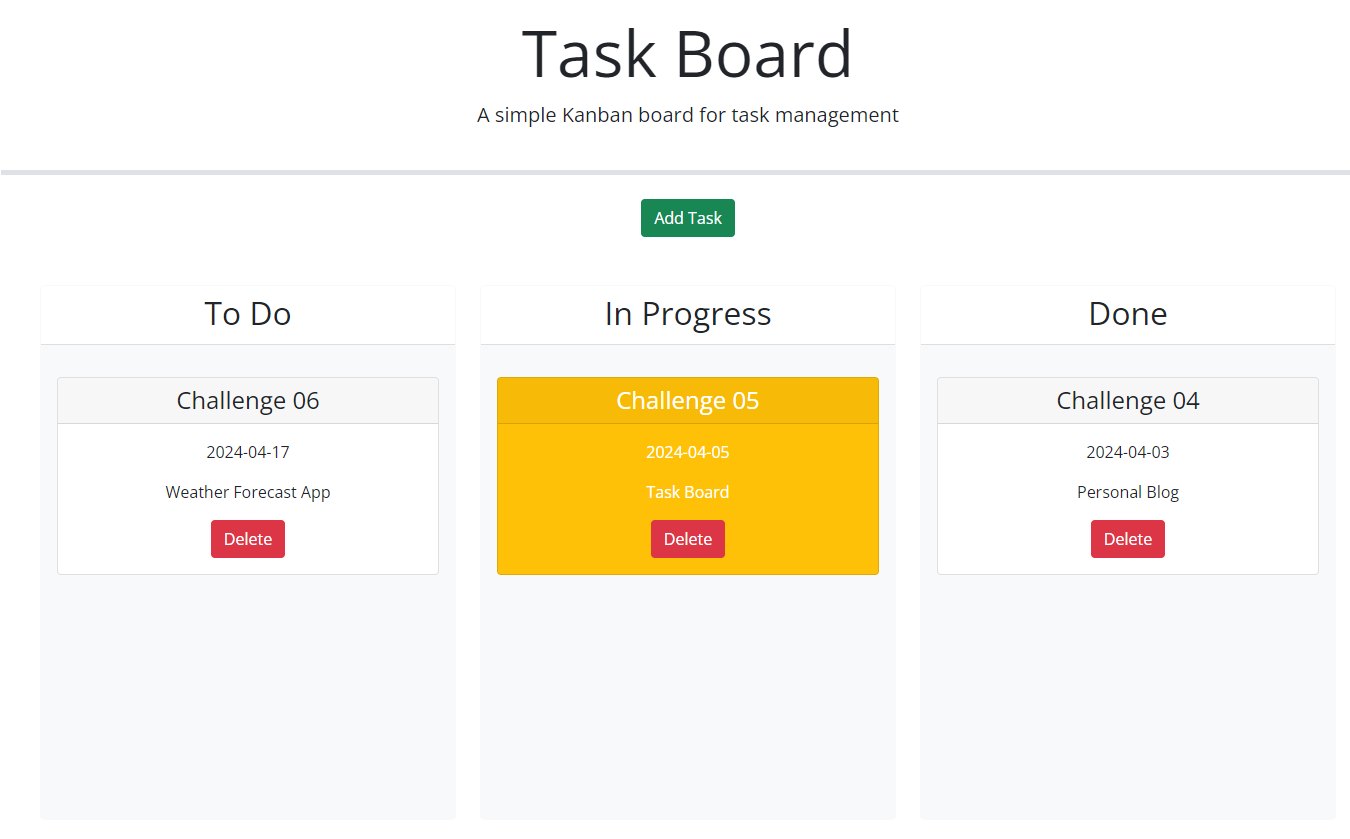 Task Board
A simple Kanban board for task management
Add Task
To Do
Challenge 06
2024-04-17
Weather Forecast App
Delete
In Progress
Challenge 05
2024-04-05
Task Board
Delete
Done
Challenge 04
2024-04-03
Personal Blog
Delete